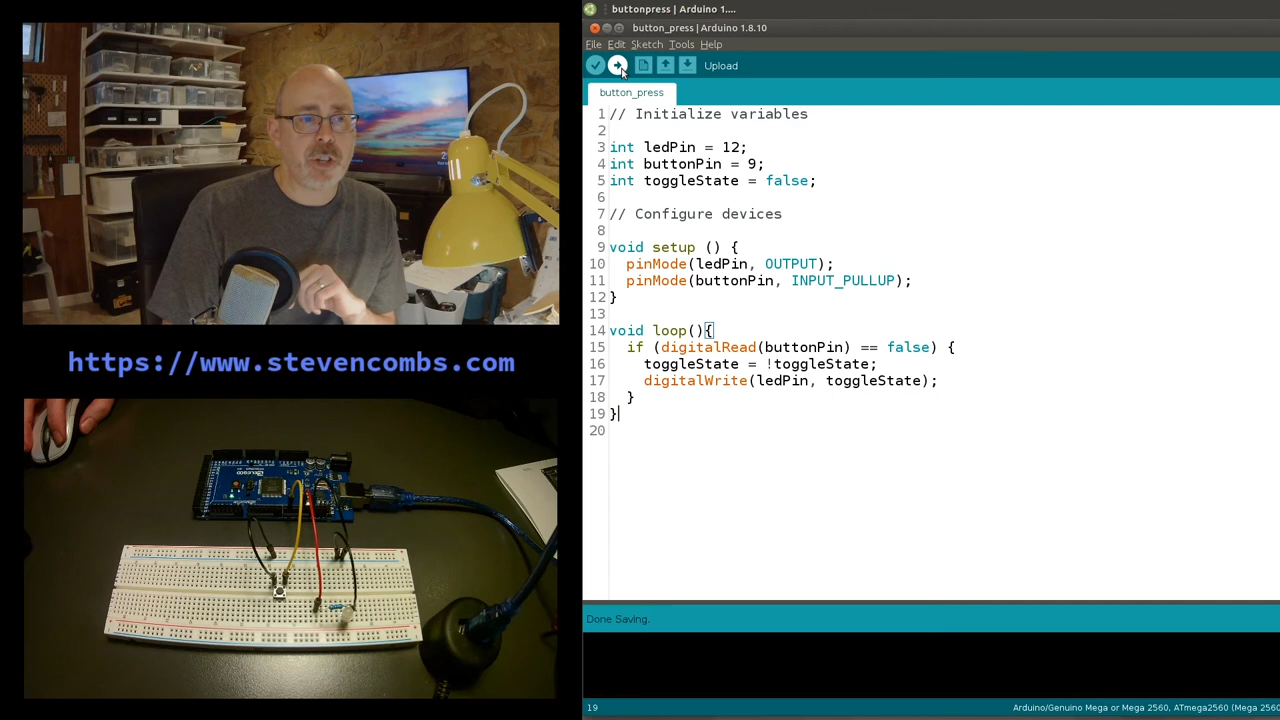 buttonpress | Arduino 1....
button_press | Arduino 1.8.10
File Edit Sketch Tools Help
Upload
button_press
1 // Initialize variables
2
3 int ledPin = 12;
4 int buttonPin = 9;
5 int toggleState = false;
6
7 // Configure devices
8
9 void setup () {
10 pinMode(ledPin, OUTPUT);
11 pinMode(buttonPin, INPUT_PULLUP);
12 }
13
14 void loop(){
15 if (digitalRead(buttonPin) == false) {
16 toggleState = !toggleState;
17 digitalWrite(ledPin, toggleState);
18 }
19 }
20
Done Saving.
19
Arduino/Genuino Mega or Mega 2560, ATmega2560 (Mega 2560
https://www.stevencombs.com